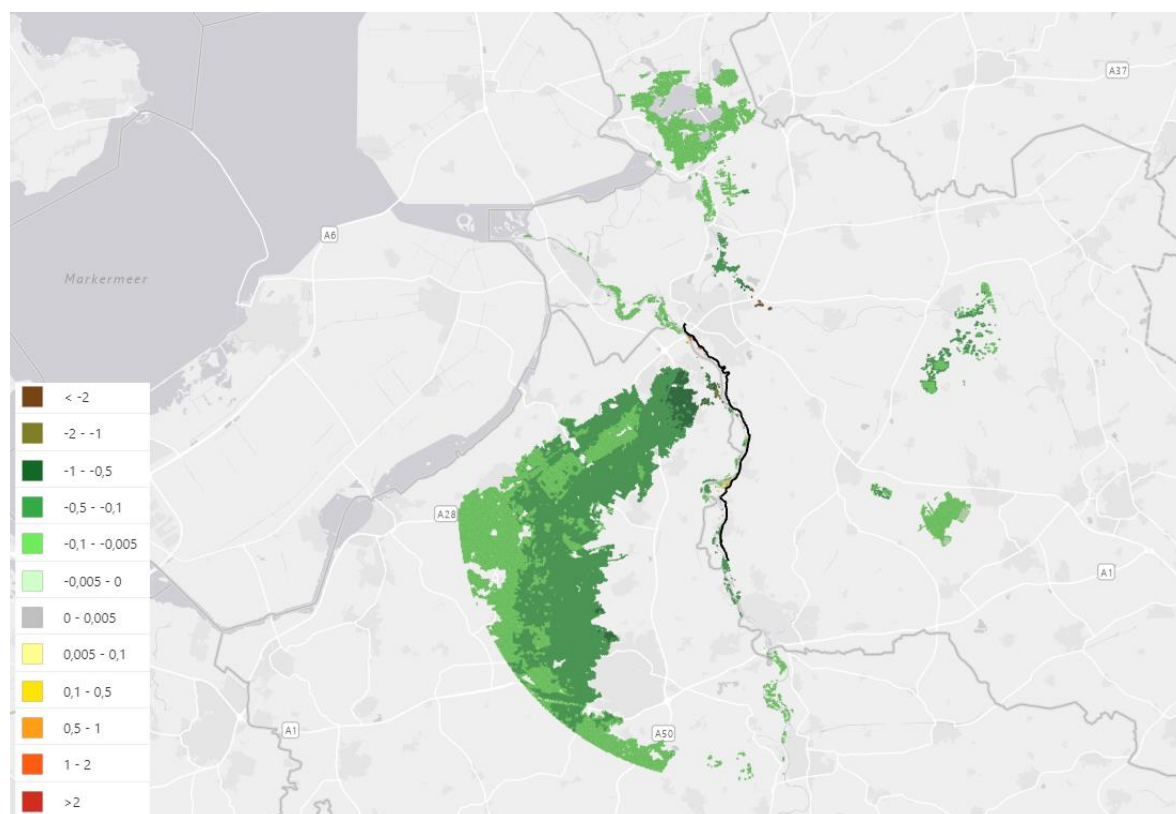 A37
A6
Markermeer
< -2
-2 - -1
-1 - -0,5
-0,5 - -0,1
-0,1 - -0,005
-0,005 - 0
0 - 0,005
0,005 - 0,1
0,1 - 0,5
0,5 - 1
1 - 2
>2
A28
A1
A1
A50